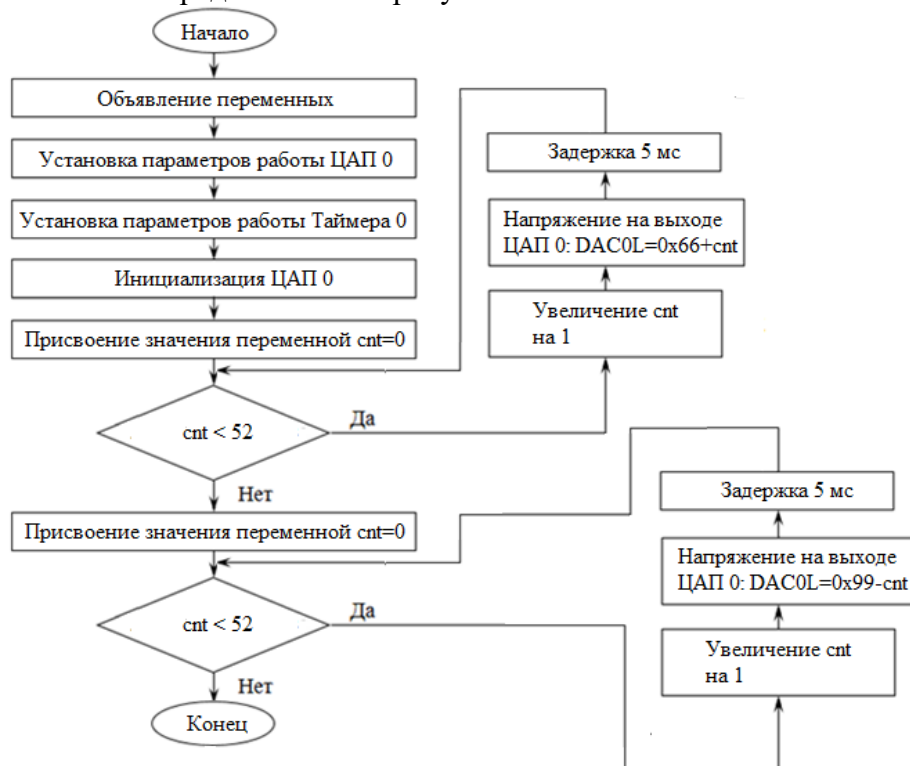 Начало
Объявление переменных
Установка параметров работы ЦАП 0
Установка параметров работы Таймера 0
Инициализация ЦАП 0
Присвоение значения переменной cnt=0
cnt < 52
Да
Нет
Задержка 5 мс
Напряжение на выходе
ЦАП 0: DAC0L=0x66+cnt
Увеличение cnt
на 1
Присвоение значения переменной cnt=0
cnt < 52
Да
Нет
Конец
Задержка 5 мс
Напряжение на выходе
ЦАП 0: DAC0L=0x99-cnt
Увеличение cnt
на 1